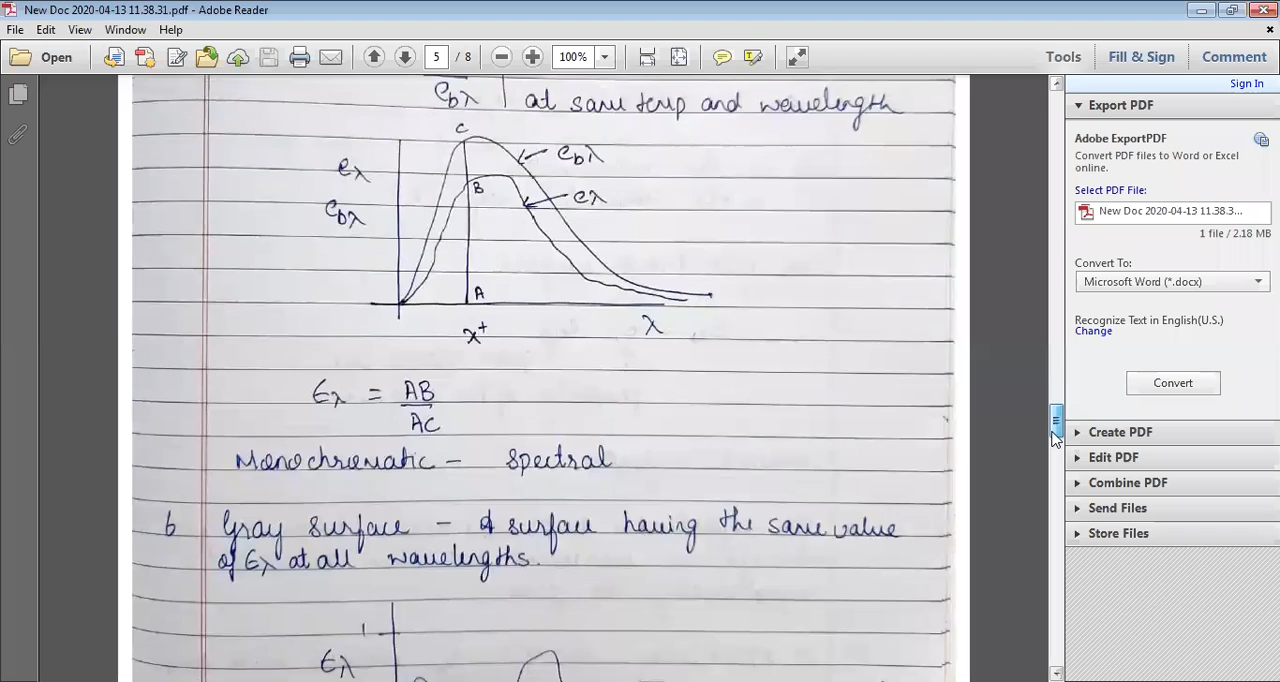 New Doc 2020-04-13 11.38.31.pdf - Adobe Reader
File Edit View Window Help
Open 5 / 8 100% Tools Fill & Sign Comment
Sign In
Export PDF
Adobe ExportPDF
Convert PDF files to Word or Excel
online.
Select PDF File:
New Doc 2020-04-13 11.38.3...
1 file / 2.18 MB
Convert To:
Microsoft Word (*.docx)
Recognize Text in English(U.S.)
Change
Convert
Create PDF
Edit PDF
Combine PDF
Send Files
Store Files
ebλ at same temp and wavelength
C
ebλ
eλ
B
eλ
ebλ
A
λ+
λ
Ελ = AB
AC
Monochromatic - Spectral
6 Gray surface - A surface having the same value
of Ελ at all wavelengths.
1
Ελ